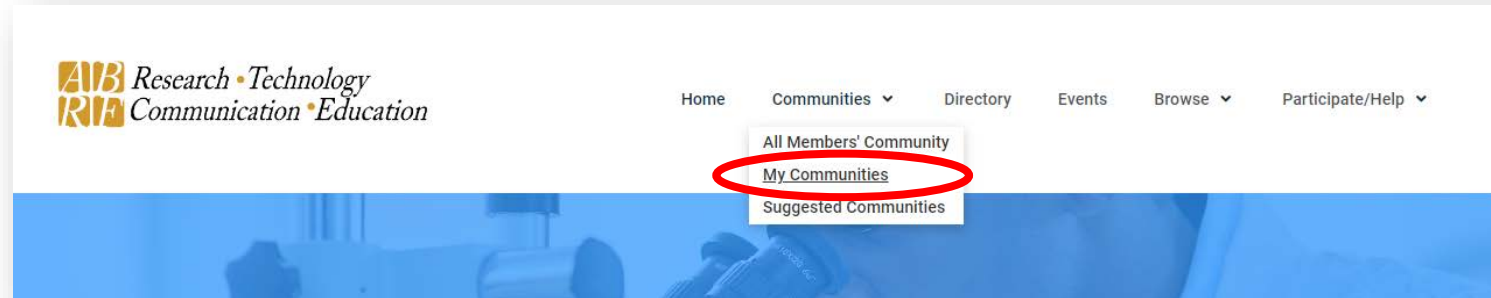 ABRF Research • Technology
Communication • Education
Home Communities Directory Events Browse Participate/Help
All Members' Community
My Communities
Suggested Communities